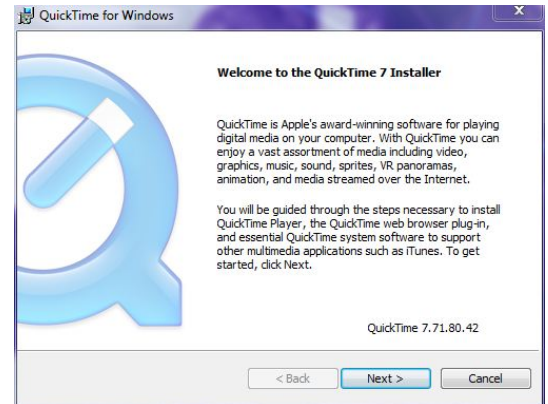 QuickTime for Windows
x
Welcome to the QuickTime 7 Installer
QuickTime is Apple's award-winning software for playing
digital media on your computer. With QuickTime you can
enjoy a vast assortment of media including video,
graphics, music, sound, sprites, VR panoramas,
animation, and media streamed over the Internet.
You will be guided through the steps necessary to install
QuickTime Player, the QuickTime web browser plug-in,
and essential QuickTime system software to support
other multimedia applications such as iTunes. To get
started, click Next.
QuickTime 7.71.80.42
< Back Next > Cancel